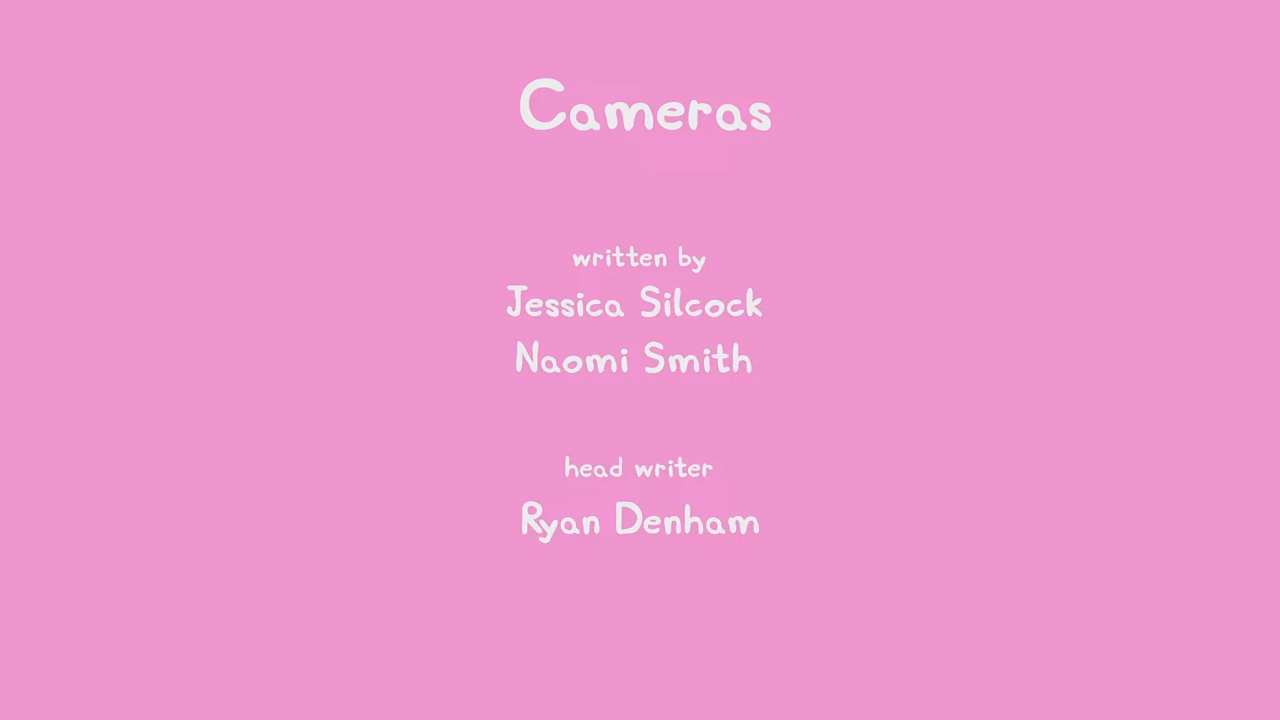 Cameras
written by
Jessica Silcock
Naomi Smith
head writer
Ryan Denham